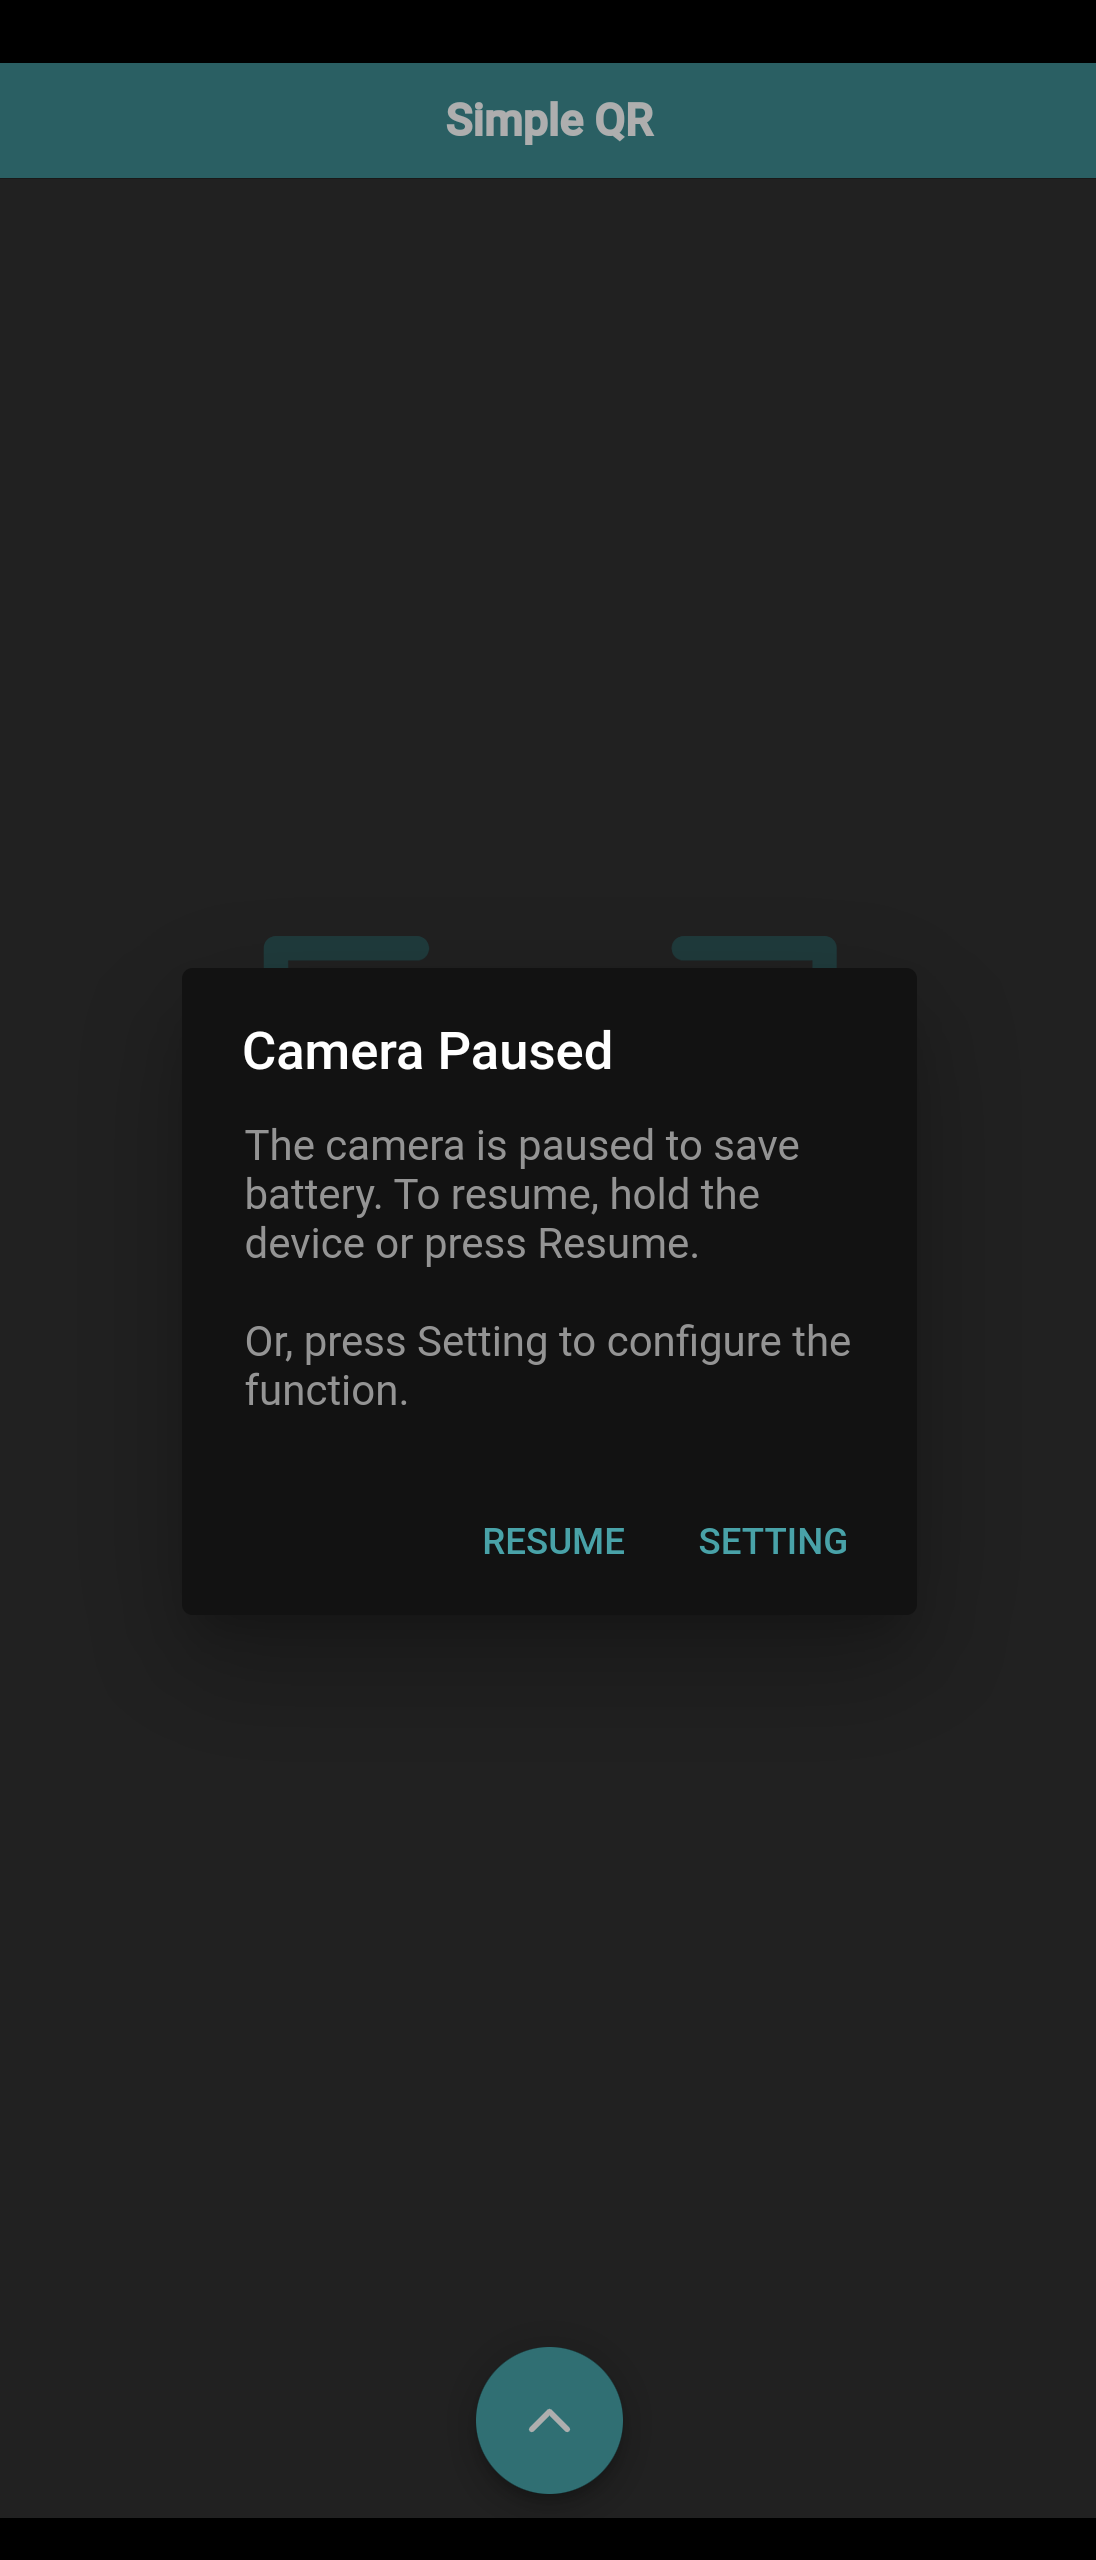 Simple QR
Camera Paused
The camera is paused to save
battery. To resume, hold the
device or press Resume.
Or, press Setting to configure the
function.
RESUME
SETTING